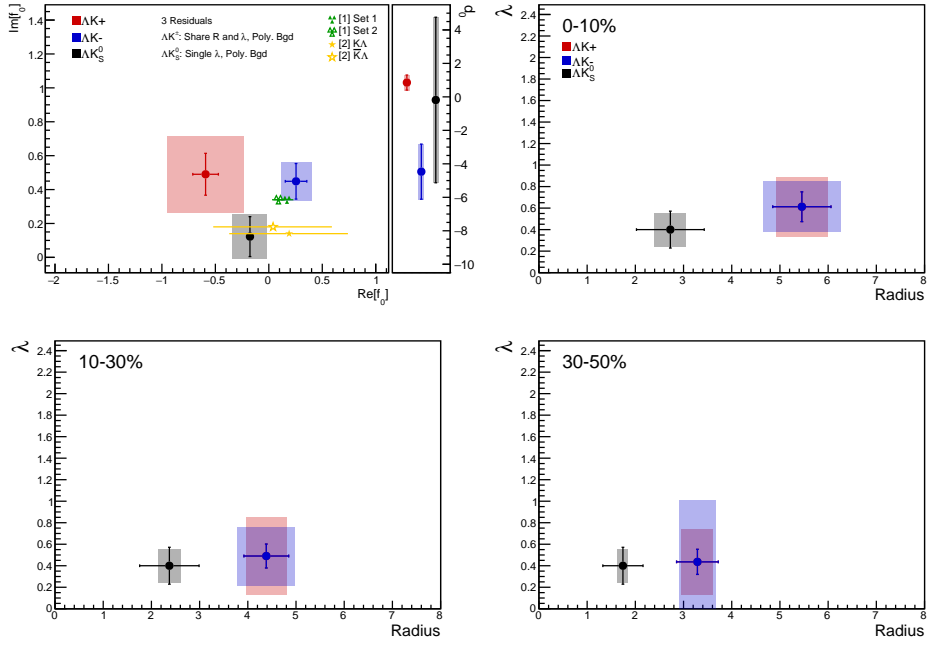 Im[f₀]
1.4
1.2
1
0.8
0.6
0.4
0.2
0
−2
−1.5
−1
−0.5
0
0.5
1
Re[f₀]
ΛK+
ΛK-
ΛK⁰S
3 Residuals
ΛK±: Share R and λ, Poly. Bgd
ΛK⁰S: Single λ, Poly. Bgd
[1] Set 1
[1] Set 2
[2] KΛ
[2] K̅Λ
d₀
4
2
0
−2
−4
−6
−8
−10
λ
2.4
2.2
2
1.8
1.6
1.4
1.2
1
0.8
0.6
0.4
0.2
0
0-10%
ΛK+
ΛK-
ΛK⁰S
0 1 2 3 4 5 6 7 8
Radius
λ
2.4
2.2
2
1.8
1.6
1.4
1.2
1
0.8
0.6
0.4
0.2
0
10-30%
0 1 2 3 4 5 6 7 8
Radius
λ
2.4
2.2
2
1.8
1.6
1.4
1.2
1
0.8
0.6
0.4
0.2
0
30-50%
0 1 2 3 4 5 6 7 8
Radius